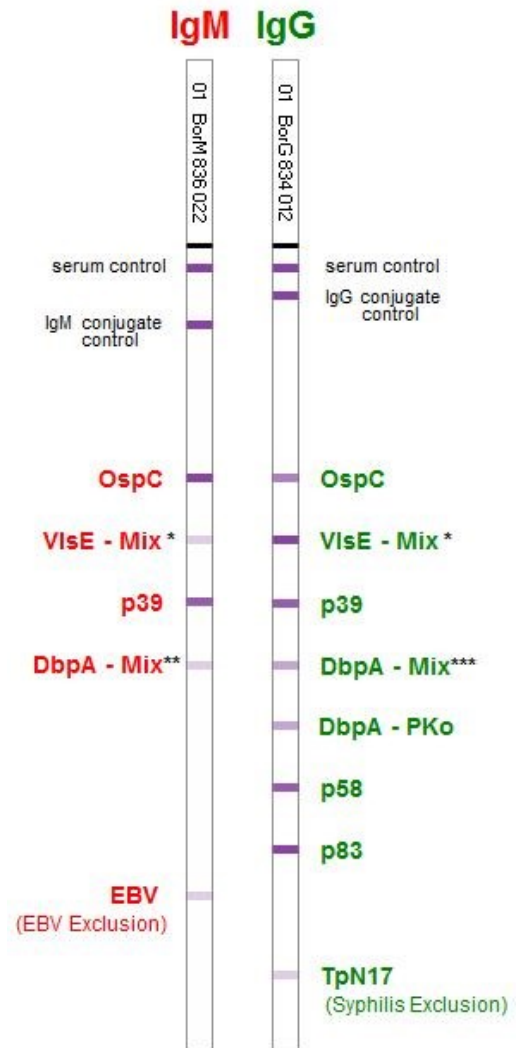 IgM IgG
01 BorM 836 022
01 BorG 834 012
serum control
serum control
IgG conjugate
control
IgM conjugate
control
OspC
OspC
VlsE - Mix *
VlsE - Mix *
p39
p39
DbpA - Mix**
DbpA - Mix***
DbpA - PKo
p58
p83
EBV
(EBV Exclusion)
TpN17
(Syphilis Exclusion)